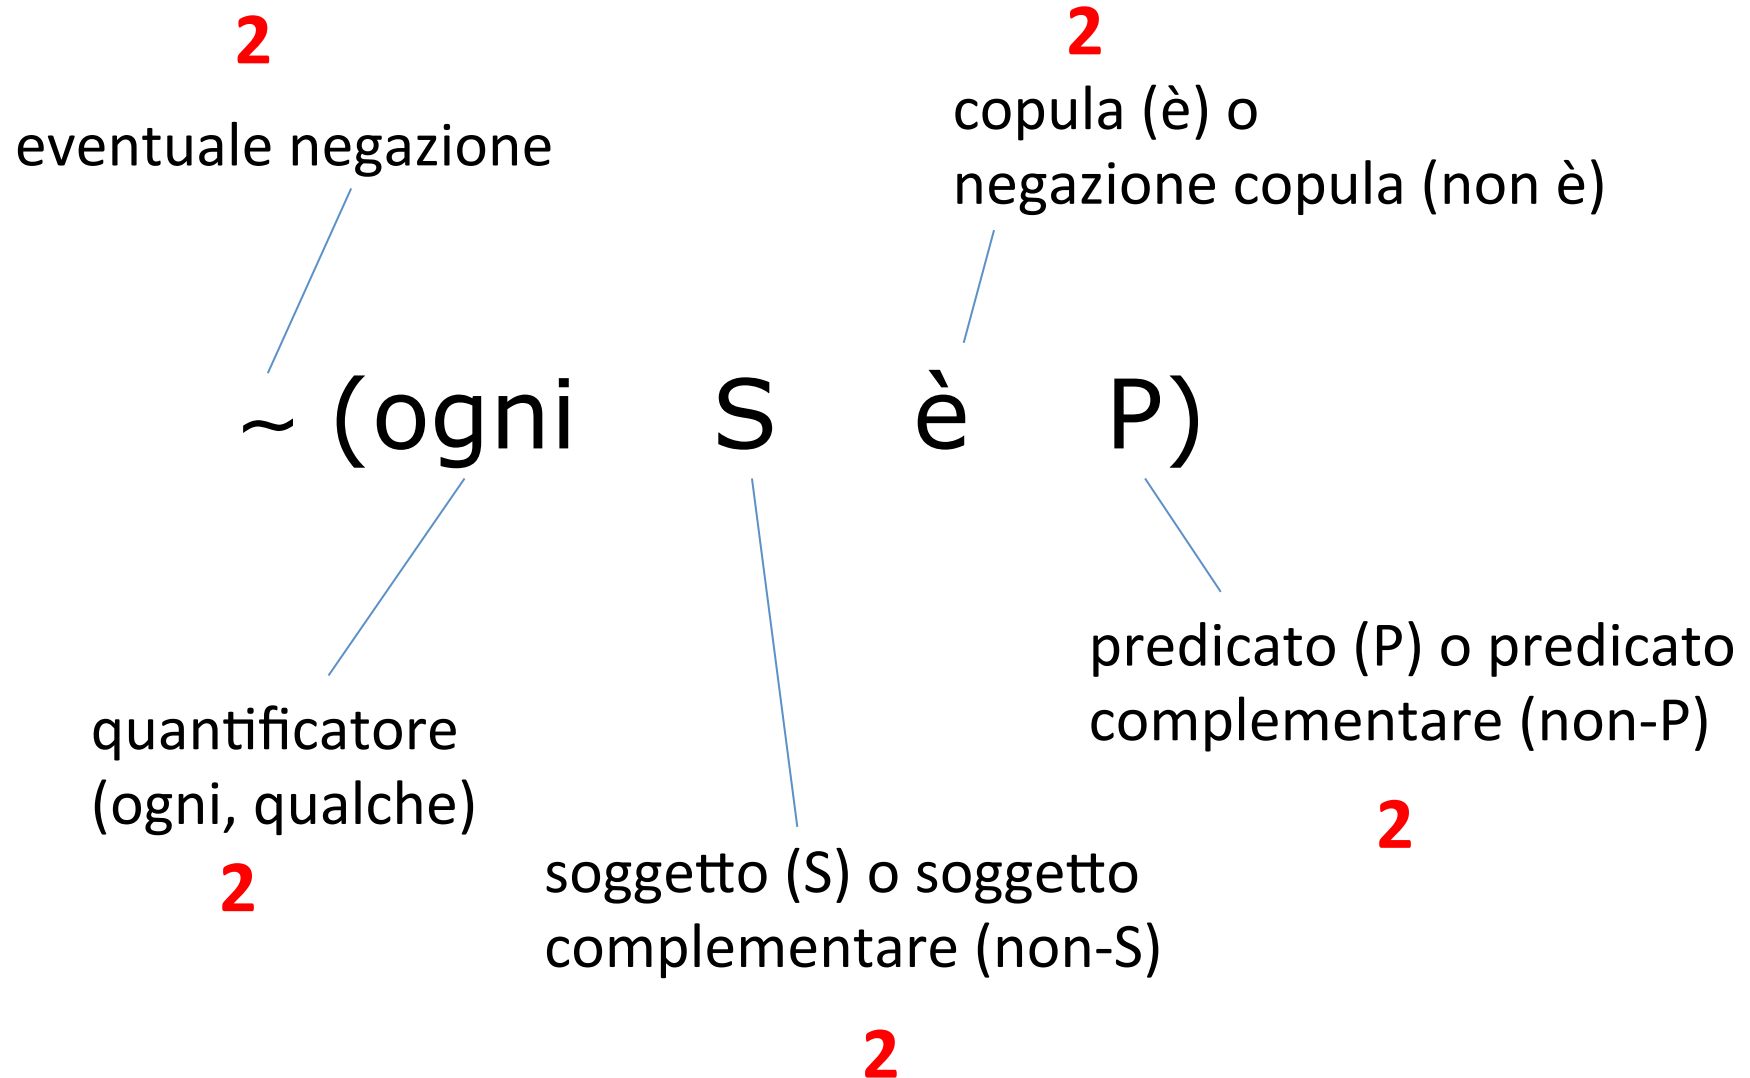 2
eventuale negazione
2
copula (è) o
negazione copula (non è)
~ (ogni S è P)
quantificatore
(ogni, qualche)
2
soggetto (S) o soggetto
complementare (non-S)
2
predicato (P) o predicato
complementare (non-P)
2